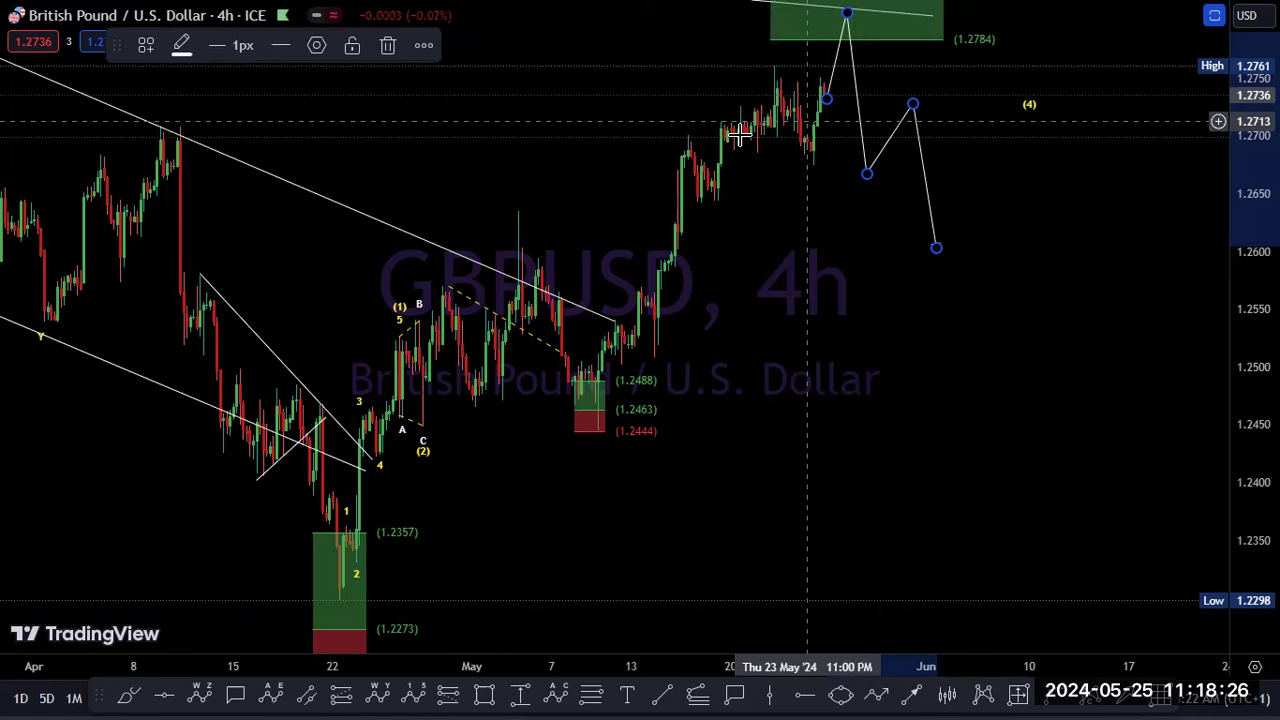 British Pound / U.S. Dollar · 4h · ICE
-0.0003 (-0.07%)
USD
1.2736
3
1.2
1px
(1.2784)
High
1.2761
1.2750
1.2736
(4)
1.2713
1.2700
1.2650
1.2600
1.2550
1.2500
1.2450
1.2400
1.2350
Low
1.2298
GBPUSD, 4h
British Pound / U.S. Dollar
Y
(1)
B
5
3
4
A
C
(2)
(1.2488)
(1.2463)
(1.2444)
1
2
(1.2357)
(1.2273)
TradingView
Apr
8
15
22
May
7
13
20
Thu 23 May '24
11:00 PM
Jun
10
17
1D
5D
1M
2024-05-25 11:18:26